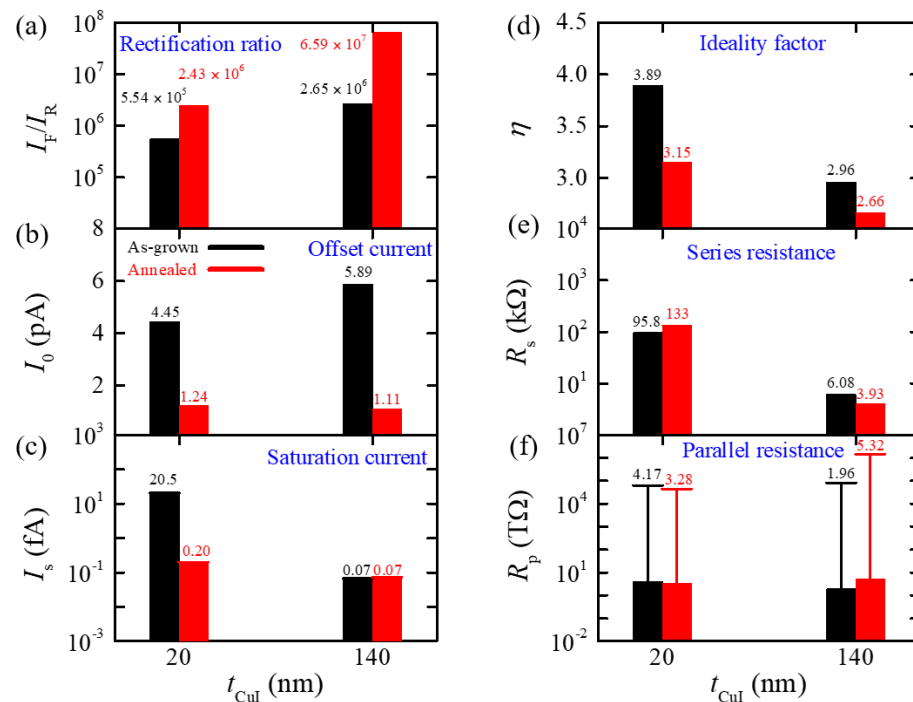 (a)
Rectification ratio
I_F/I_R
10^8
10^7
10^6
10^5
8
5.54 × 10^5
2.43 × 10^6
2.65 × 10^6
6.59 × 10^7
(b)
As-grown
Annealed
Offset current
I_0 (pA)
6
4
2
10^3
4.45
1.24
5.89
1.11
(c)
Saturation current
I_s (fA)
10^1
10^-1
10^-3
20.5
0.20
0.07
0.07
20
140
t_CuI (nm)
(d)
Ideality factor
η
4.5
4.0
3.5
3.0
10^4
3.89
3.15
2.96
2.66
(e)
Series resistance
R_s (kΩ)
10^3
10^2
10^1
10^7
95.8
133
6.08
3.93
(f)
Parallel resistance
R_p (TΩ)
10^4
10^1
10^-2
4.17
3.28
1.96
5.32
20
140
t_CuI (nm)